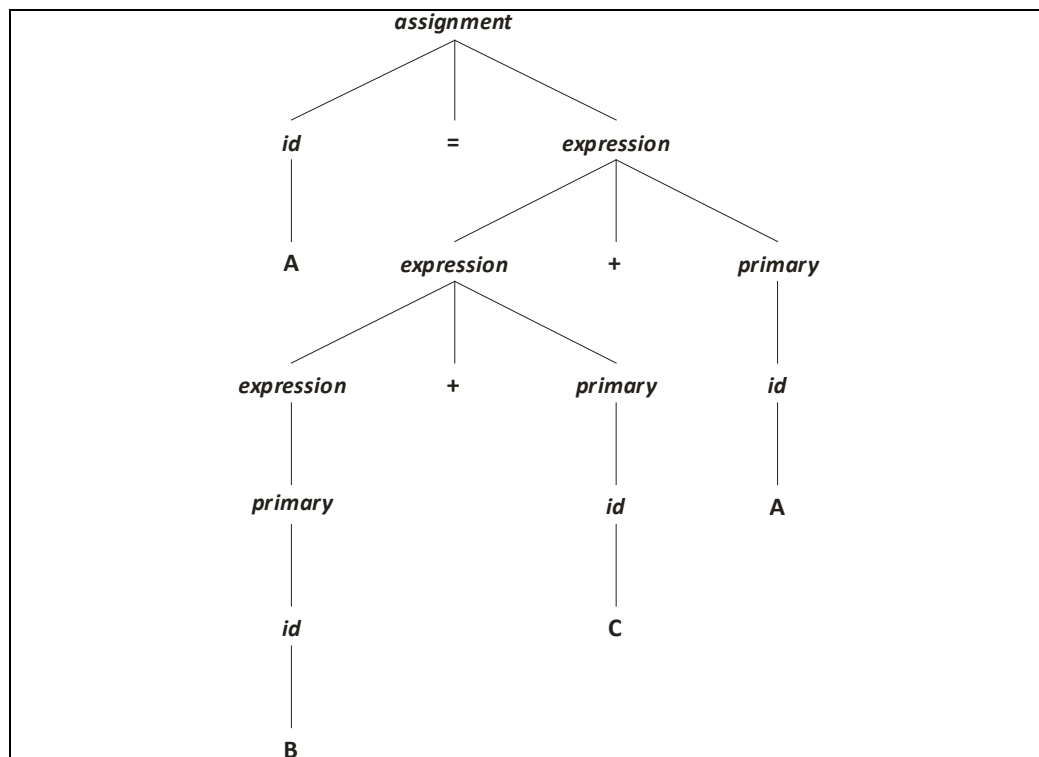 assignment
id = expression
A expression + primary
expression + primary id
primary id A
id C
B